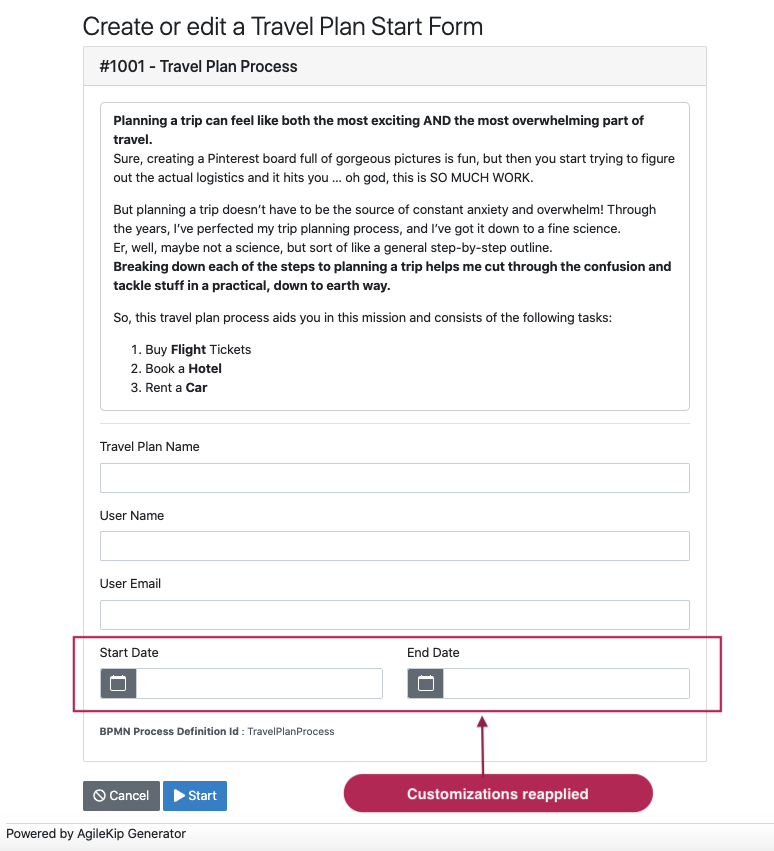 Create or edit a Travel Plan Start Form
#1001 - Travel Plan Process
Planning a trip can feel like both the most exciting AND the most overwhelming part of
travel.
Sure, creating a Pinterest board full of gorgeous pictures is fun, but then you start trying to figure
out the actual logistics and it hits you ... oh god, this is SO MUCH WORK.
But planning a trip doesn’t have to be the source of constant anxiety and overwhelm! Through
the years, I’ve perfected my trip planning process, and I’ve got it down to a fine science.
Er, well, maybe not a science, but sort of like a general step-by-step outline.
Breaking down each of the steps to planning a trip helps me cut through the confusion and
tackle stuff in a practical, down to earth way.
So, this travel plan process aids you in this mission and consists of the following tasks:
1. Buy Flight Tickets
2. Book a Hotel
3. Rent a Car
Travel Plan Name
User Name
User Email
Start Date
End Date
BPMN Process Definition Id : TravelPlanProcess
Cancel
Start
Customizations reapplied
Powered by AgileKip Generator